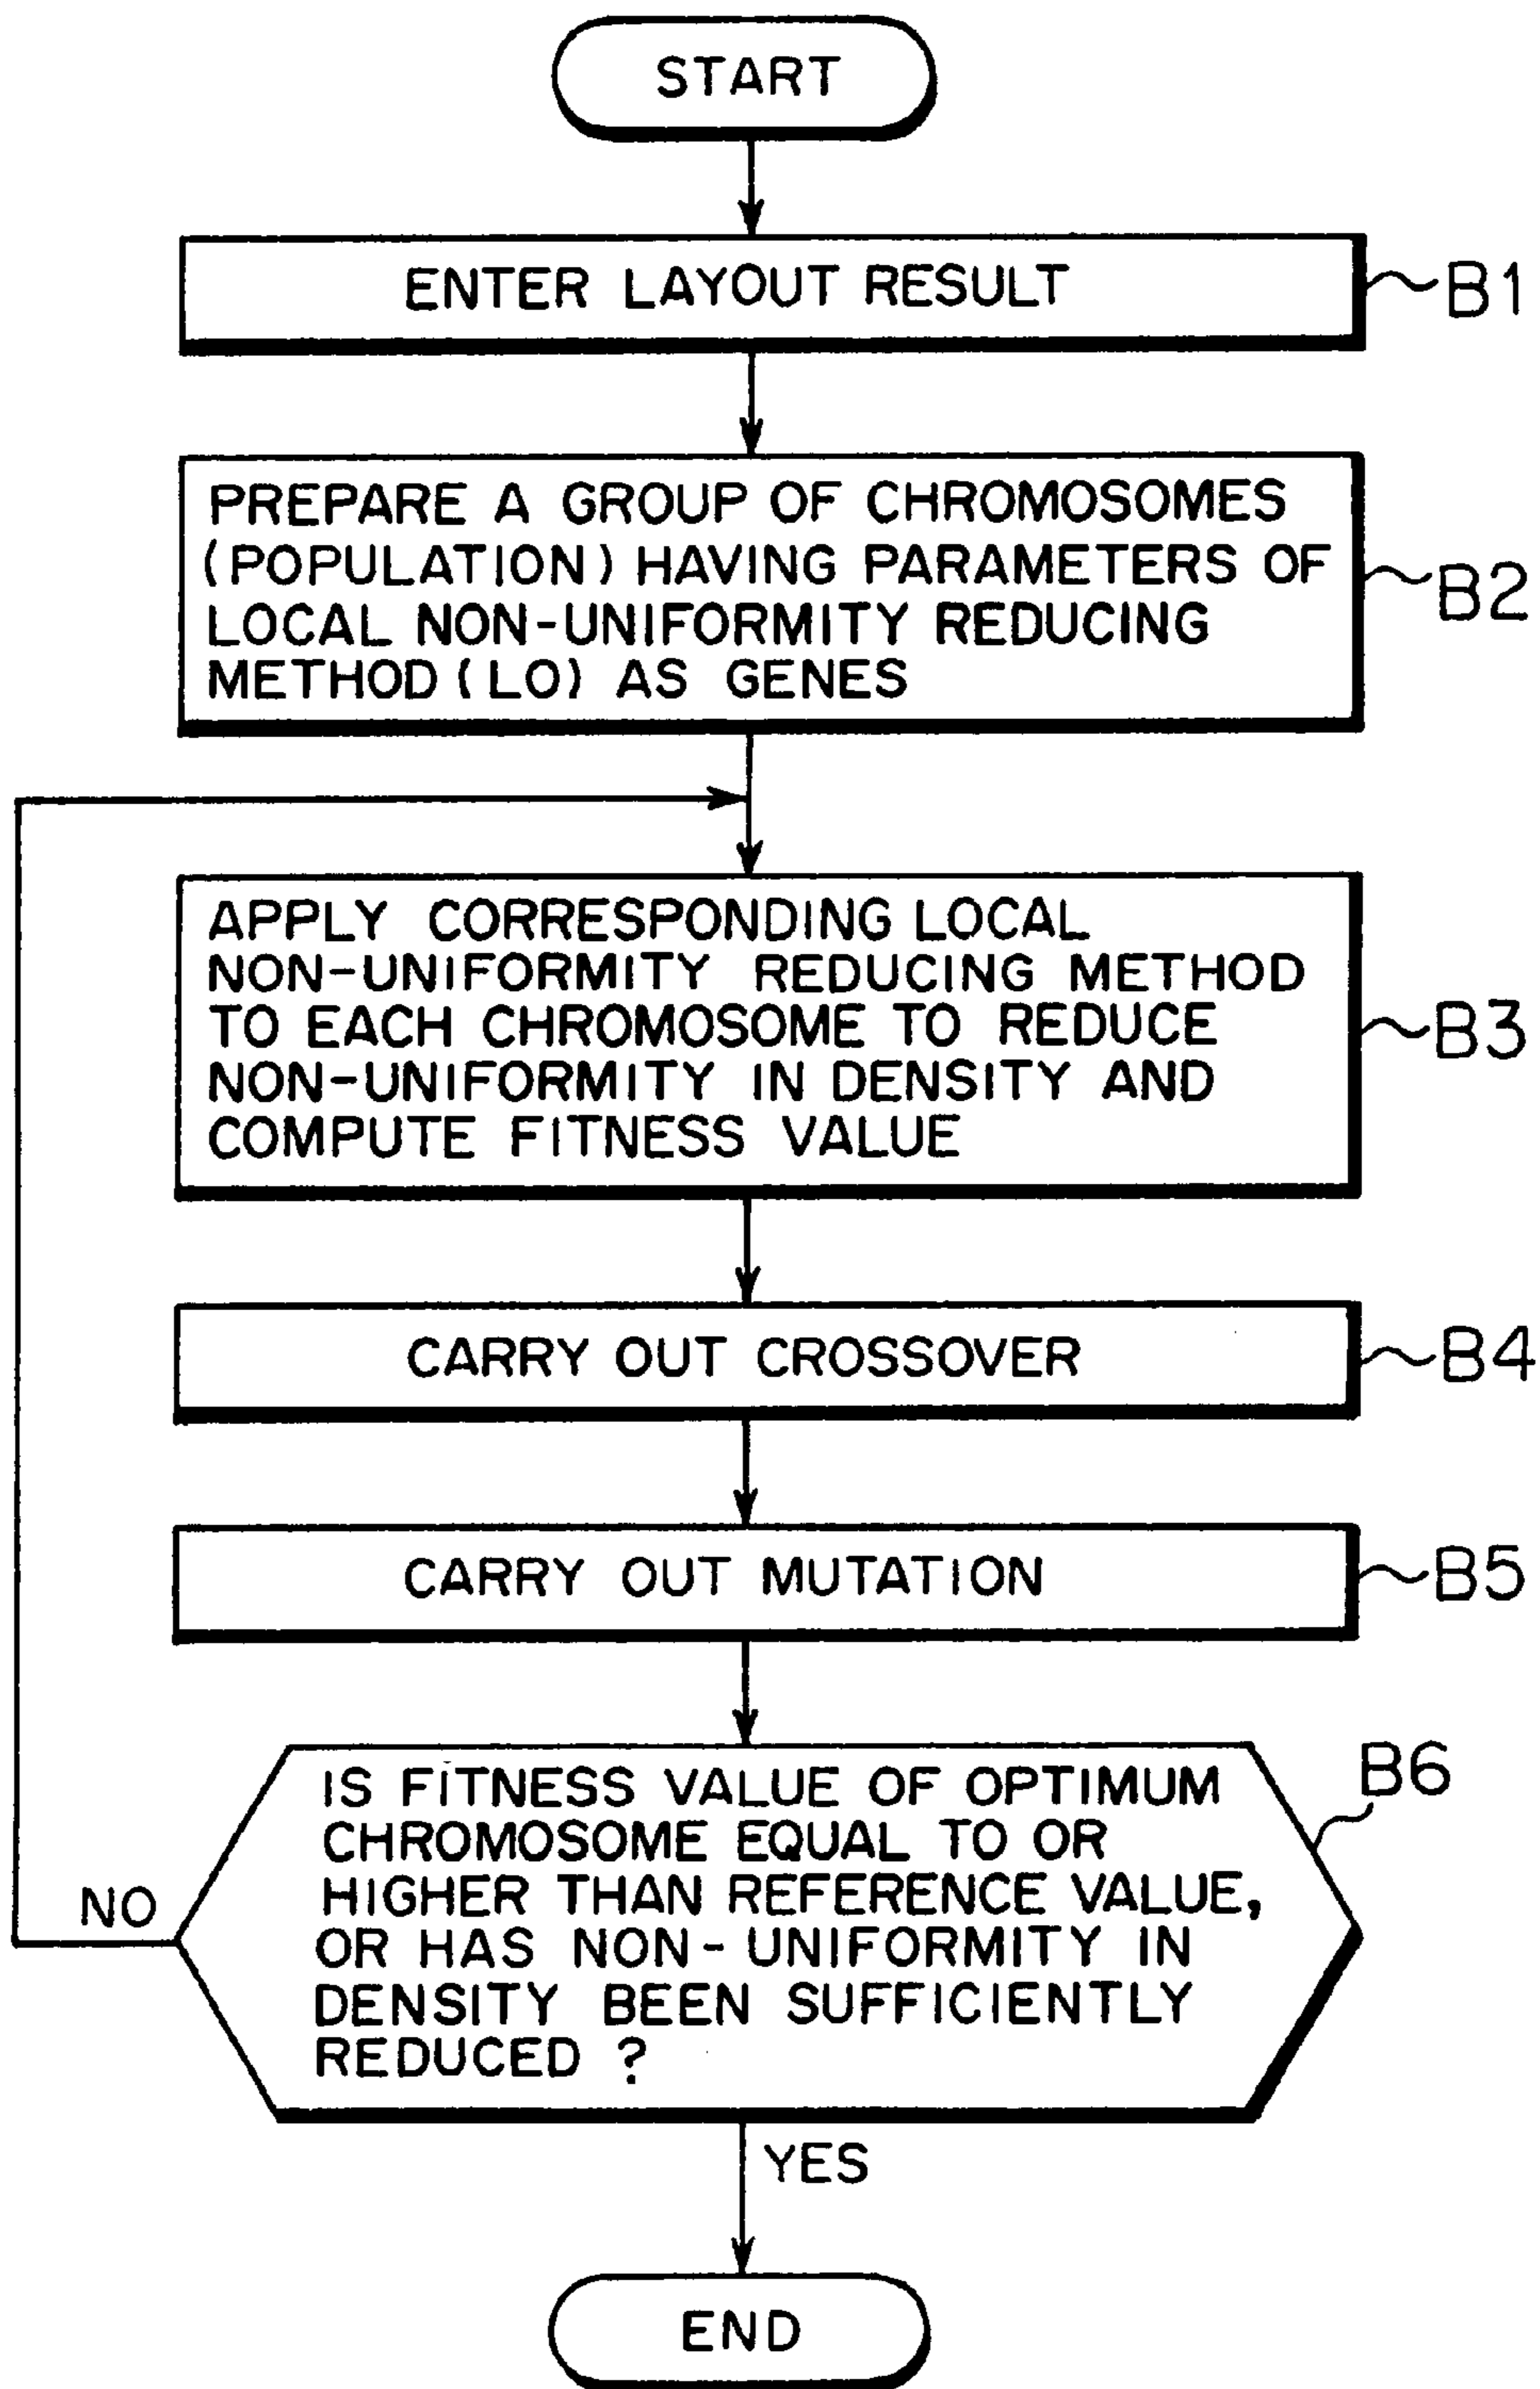 START
ENTER LAYOUT RESULT
B1
PREPARE A GROUP OF CHROMOSOMES
(POPULATION) HAVING PARAMETERS OF
LOCAL NON-UNIFORMITY REDUCING
METHOD (LO) AS GENES
B2
APPLY CORRESPONDING LOCAL
NON-UNIFORMITY REDUCING METHOD
TO EACH CHROMOSOME TO REDUCE
NON-UNIFORMITY IN DENSITY AND
COMPUTE FITNESS VALUE
B3
CARRY OUT CROSSOVER
B4
CARRY OUT MUTATION
B5
IS FITNESS VALUE OF OPTIMUM
CHROMOSOME EQUAL TO OR
HIGHER THAN REFERENCE VALUE,
OR HAS NON-UNIFORMITY IN
DENSITY BEEN SUFFICIENTLY
REDUCED ?
B6
NO
YES
END